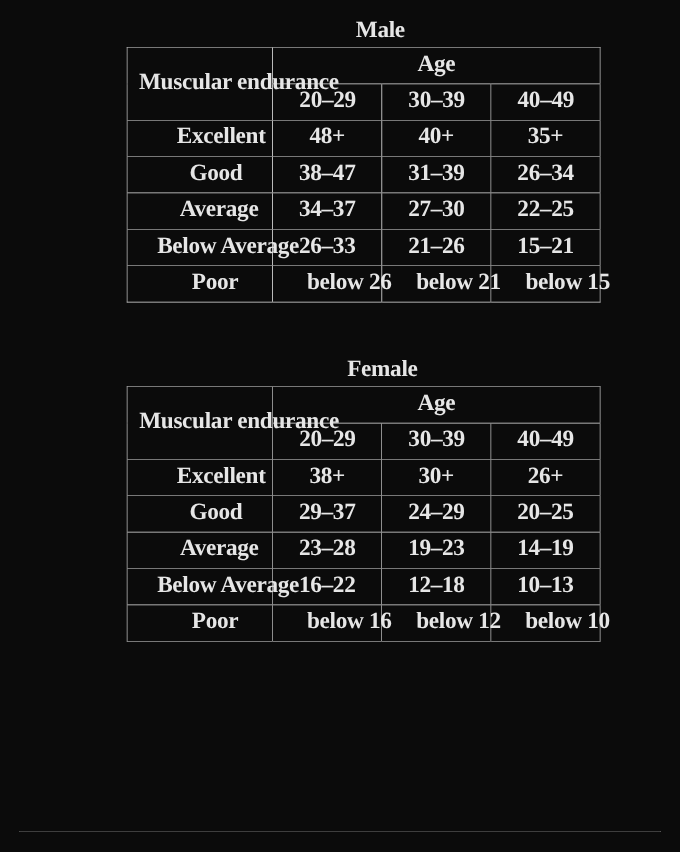 Male
Muscular endurance Age
20–29 30–39 40–49
Excellent 48+ 40+ 35+
Good 38–47 31–39 26–34
Average 34–37 27–30 22–25
Below Average 26–33 21–26 15–21
Poor below 26 below 21 below 15
Female
Muscular endurance Age
20–29 30–39 40–49
Excellent 38+ 30+ 26+
Good 29–37 24–29 20–25
Average 23–28 19–23 14–19
Below Average 16–22 12–18 10–13
Poor below 16 below 12 below 10